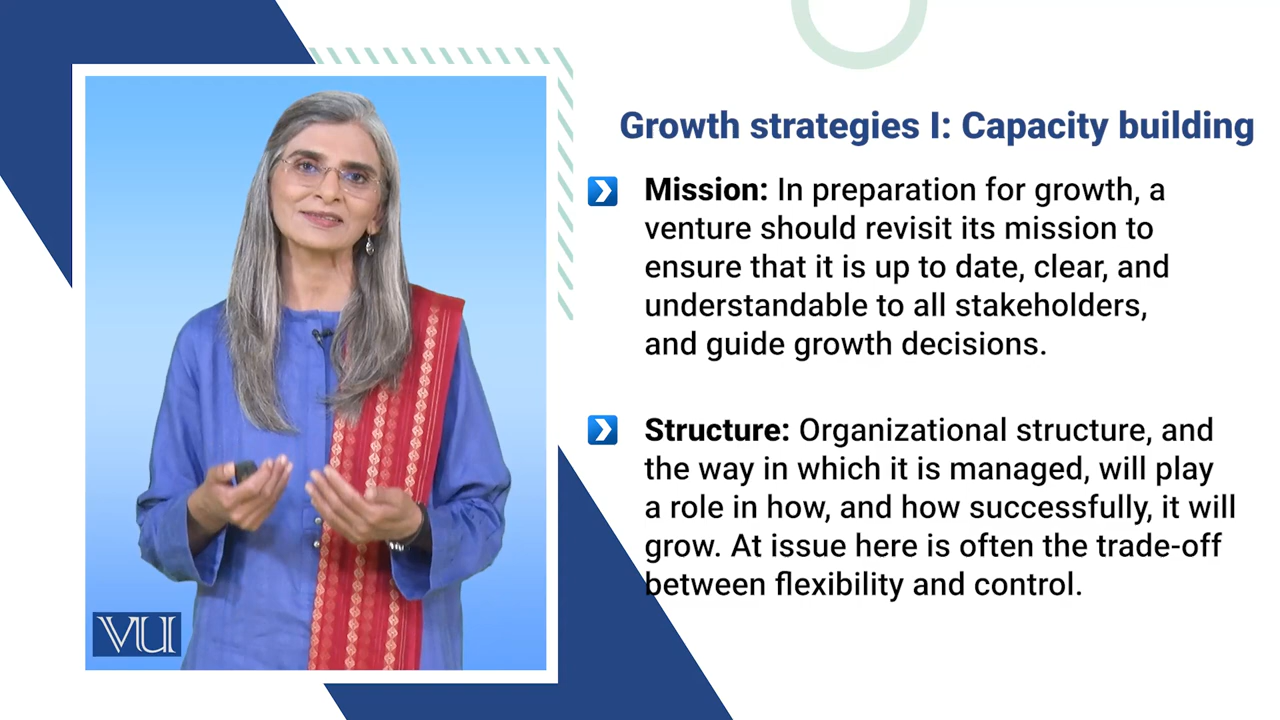 Growth strategies I: Capacity building
Mission: In preparation for growth, a
venture should revisit its mission to
ensure that it is up to date, clear, and
understandable to all stakeholders,
and guide growth decisions.
Structure: Organizational structure, and
the way in which it is managed, will play
a role in how, and how successfully, it will
grow. At issue here is often the trade-off
between flexibility and control.
VU